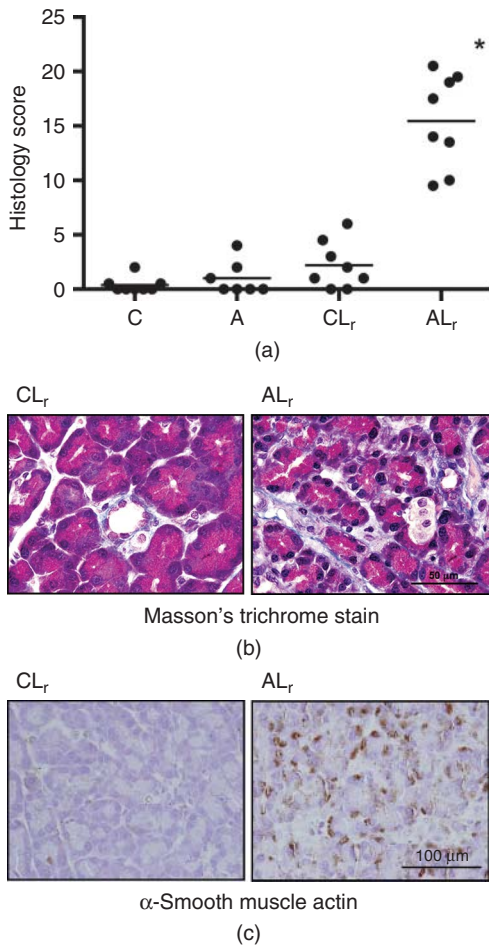 25
20
15
10
5
0
Histology score
*
C A CLr ALr
(a)
CLr ALr
50 μm
Masson's trichrome stain
(b)
CLr ALr
100 μm
α-Smooth muscle actin
(c)